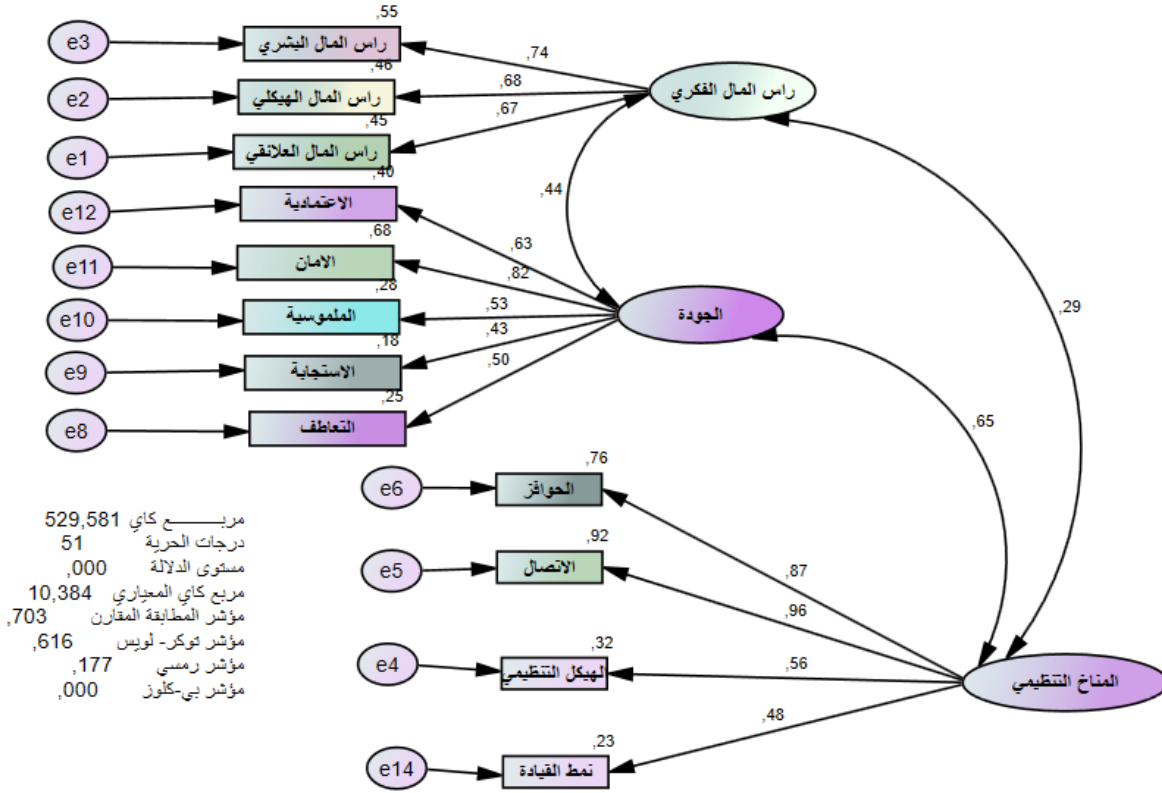 ,55
e3
راس المال البشري
,74
,46
e2
راس المال الهيكلي
,68
راس المال الفكري
,45
e1
راس المال العلائقي
,67
,40
e12
الاعتمادية
,44
,63
,68
e11
الامان
,82
,28
e10
الملموسية
,53
الجودة
,29
,18
e9
الاستجابة
,43
,25
e8
التعاطف
,50
,65
,76
e6
الحوافز
,87
,92
e5
الاتصال
,96
,32
e4
الهيكل التنظيمي
,56
المناخ التنظيمي
,23
e14
نمط القيادة
,48
مربـــــــع كاي 529,581
درجات الحرية 51
مستوى الدلالة ,000
مربع كاي المعياري 10,384
مؤشر المطابقة المقارن ,703
مؤشر توكر- لويس ,616
مؤشر رمسي ,177
مؤشر بي-كلوز ,000